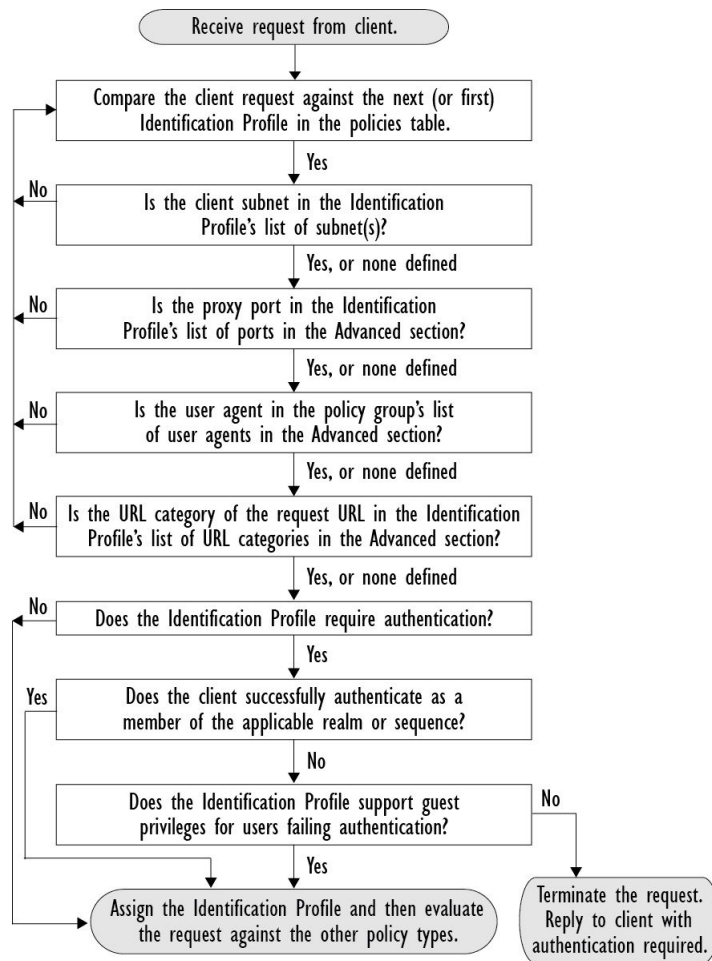 Receive request from client.
Compare the client request against the next (or first)
Identification Profile in the policies table.
Yes
No
Is the client subnet in the Identification
Profile's list of subnet(s)?
Yes, or none defined
No
Is the proxy port in the Identification
Profile's list of ports in the Advanced section?
Yes, or none defined
No
Is the user agent in the policy group's list
of user agents in the Advanced section?
Yes, or none defined
No
Is the URL category of the request URL in the Identification
Profile's list of URL categories in the Advanced section?
Yes, or none defined
No
Does the Identification Profile require authentication?
Yes
Yes
Does the client successfully authenticate as a
member of the applicable realm or sequence?
No
Does the Identification Profile support guest
privileges for users failing authentication?
No
Yes
Assign the Identification Profile and then evaluate
the request against the other policy types.
Terminate the request.
Reply to client with
authentication required.